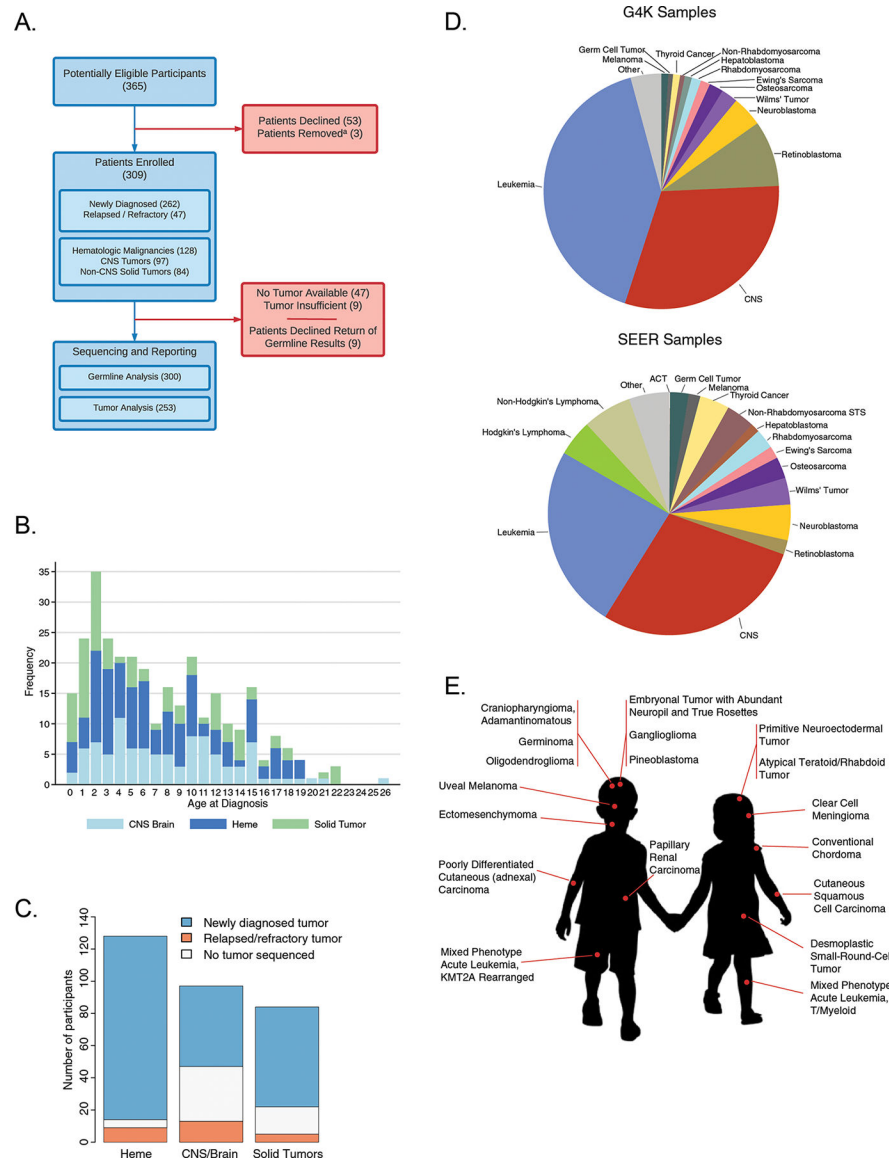 A.
Potentially Eligible Participants
(365)
Patients Declined (53)
Patients Removedᵃ (3)
Patients Enrolled
(309)
Newly Diagnosed (262)
Relapsed / Refractory (47)
Hematologic Malignancies (128)
CNS Tumors (97)
Non-CNS Solid Tumors (84)
No Tumor Available (47)
Tumor Insufficient (9)
Patients Declined Return of
Germline Results (9)
Sequencing and Reporting
Germline Analysis (300)
Tumor Analysis (253)
B.
Frequency
35
30
25
20
15
10
5
0
0 1 2 3 4 5 6 7 8 9 10 11 12 13 14 15 16 17 18 19 20 21 22 23 24 25 26
Age at Diagnosis
CNS Brain
Heme
Solid Tumor
C.
Number of participants
140
120
100
80
60
40
20
0
Newly diagnosed tumor
Relapsed/refractory tumor
No tumor sequenced
Heme
CNS/Brain
Solid Tumors
D.
G4K Samples
Germ Cell Tumor
Melanoma
Other
Thyroid Cancer
Non-Rhabdomyosarcoma
Hepatoblastoma
Rhabdomyosarcoma
Ewing's Sarcoma
Osteosarcoma
Wilms' Tumor
Neuroblastoma
Retinoblastoma
Leukemia
CNS
SEER Samples
ACT
Other
Germ Cell Tumor
Melanoma
Thyroid Cancer
Non-Hodgkin's Lymphoma
Non-Rhabdomyosarcoma STS
Hepatoblastoma
Rhabdomyosarcoma
Hodgkin's Lymphoma
Ewing's Sarcoma
Osteosarcoma
Wilms' Tumor
Neuroblastoma
Leukemia
Retinoblastoma
CNS
E.
Craniopharyngioma,
Adamantinomatous
Germinoma
Oligodendroglioma
Embryonal Tumor with Abundant
Neuropil and True Rosettes
Ganglioglioma
Pineoblastoma
Primitive Neuroectodermal
Tumor
Atypical Teratoid/Rhabdoid
Tumor
Uveal Melanoma
Ectomesenchymoma
Clear Cell
Meningioma
Conventional
Chordoma
Papillary
Renal
Carcinoma
Poorly Differentiated
Cutaneous (adnexal)
Carcinoma
Cutaneous
Squamous
Cell Carcinoma
Mixed Phenotype
Acute Leukemia,
KMT2A Rearranged
Desmoplastic
Small-Round-Cel
Tumor
Mixed Phenotype
Acute Leukemia,
T/Myeloid